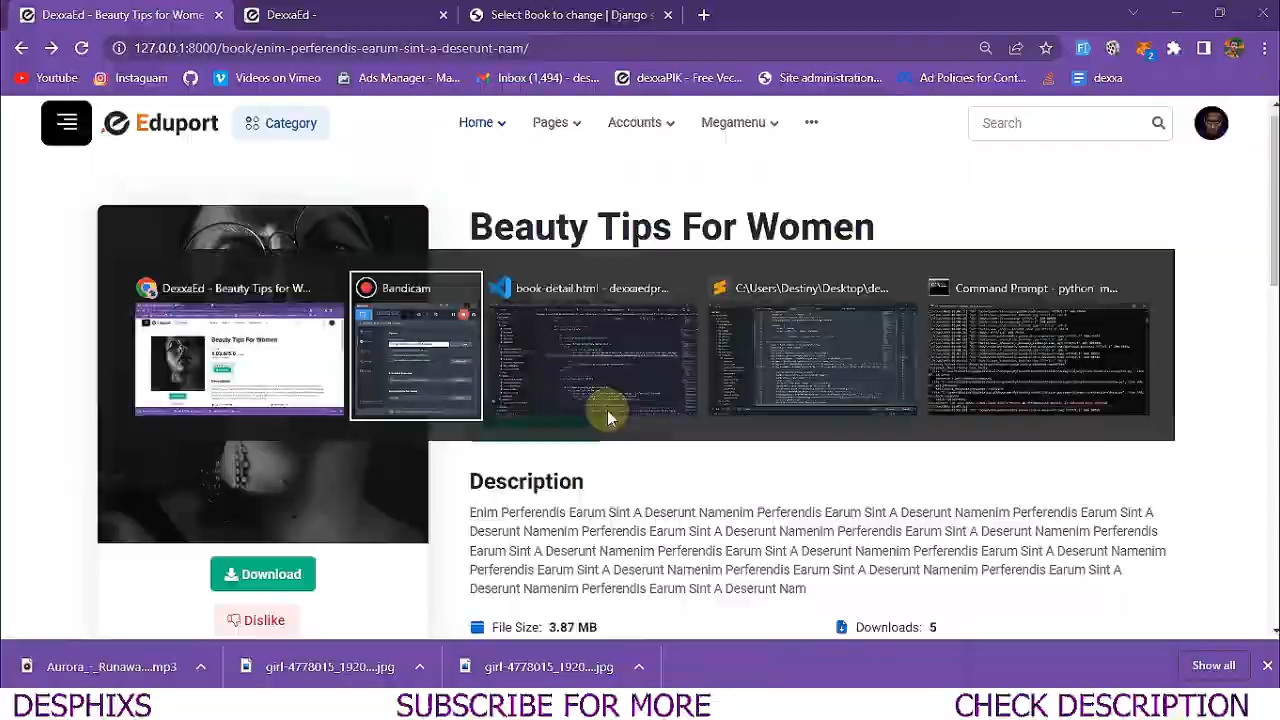 DexxaEd - Beauty Tips for Women
DexxaEd -
Select Book to change | Django s
127.0.0.1:8000/book/enim-perferendis-earum-sint-a-deserunt-nam/
2
Youtube
Instaguam
Videos on Vimeo
Ads Manager - Ma...
Inbox (1,494) - des...
dexxaPIK - Free Vec...
Site administration...
Ad Policies for Cont...
dexxa
Eduport
Category
Home
Pages
Accounts
Megamenu
Search
Beauty Tips For Women
DexxaEd - Beauty Tips for W...
Bandicam
book-detail.html - dexxaedpr...
C:\Users\Destiny\Desktop\de...
Command Prompt - python m...
Description
Enim Perferendis Earum Sint A Deserunt Namenim Perferendis Earum Sint A Deserunt Namenim Perferendis Earum Sint A
Deserunt Namenim Perferendis Earum Sint A Deserunt Namenim Perferendis Earum Sint A Deserunt Namenim Perferendis
Earum Sint A Deserunt Namenim Perferendis Earum Sint A Deserunt Namenim Perferendis Earum Sint A Deserunt Namenim
Perferendis Earum Sint A Deserunt Namenim Perferendis Earum Sint A Deserunt Namenim Perferendis Earum Sint A
Deserunt Namenim Perferendis Earum Sint A Deserunt Nam
Download
Dislike
File Size: 3.87 MB
Downloads: 5
Aurora_-_Runawa....mp3
girl-4778015_1920....jpg
girl-4778015_1920....jpg
Show all
DESPHIXS
SUBSCRIBE FOR MORE
CHECK DESCRIPTION